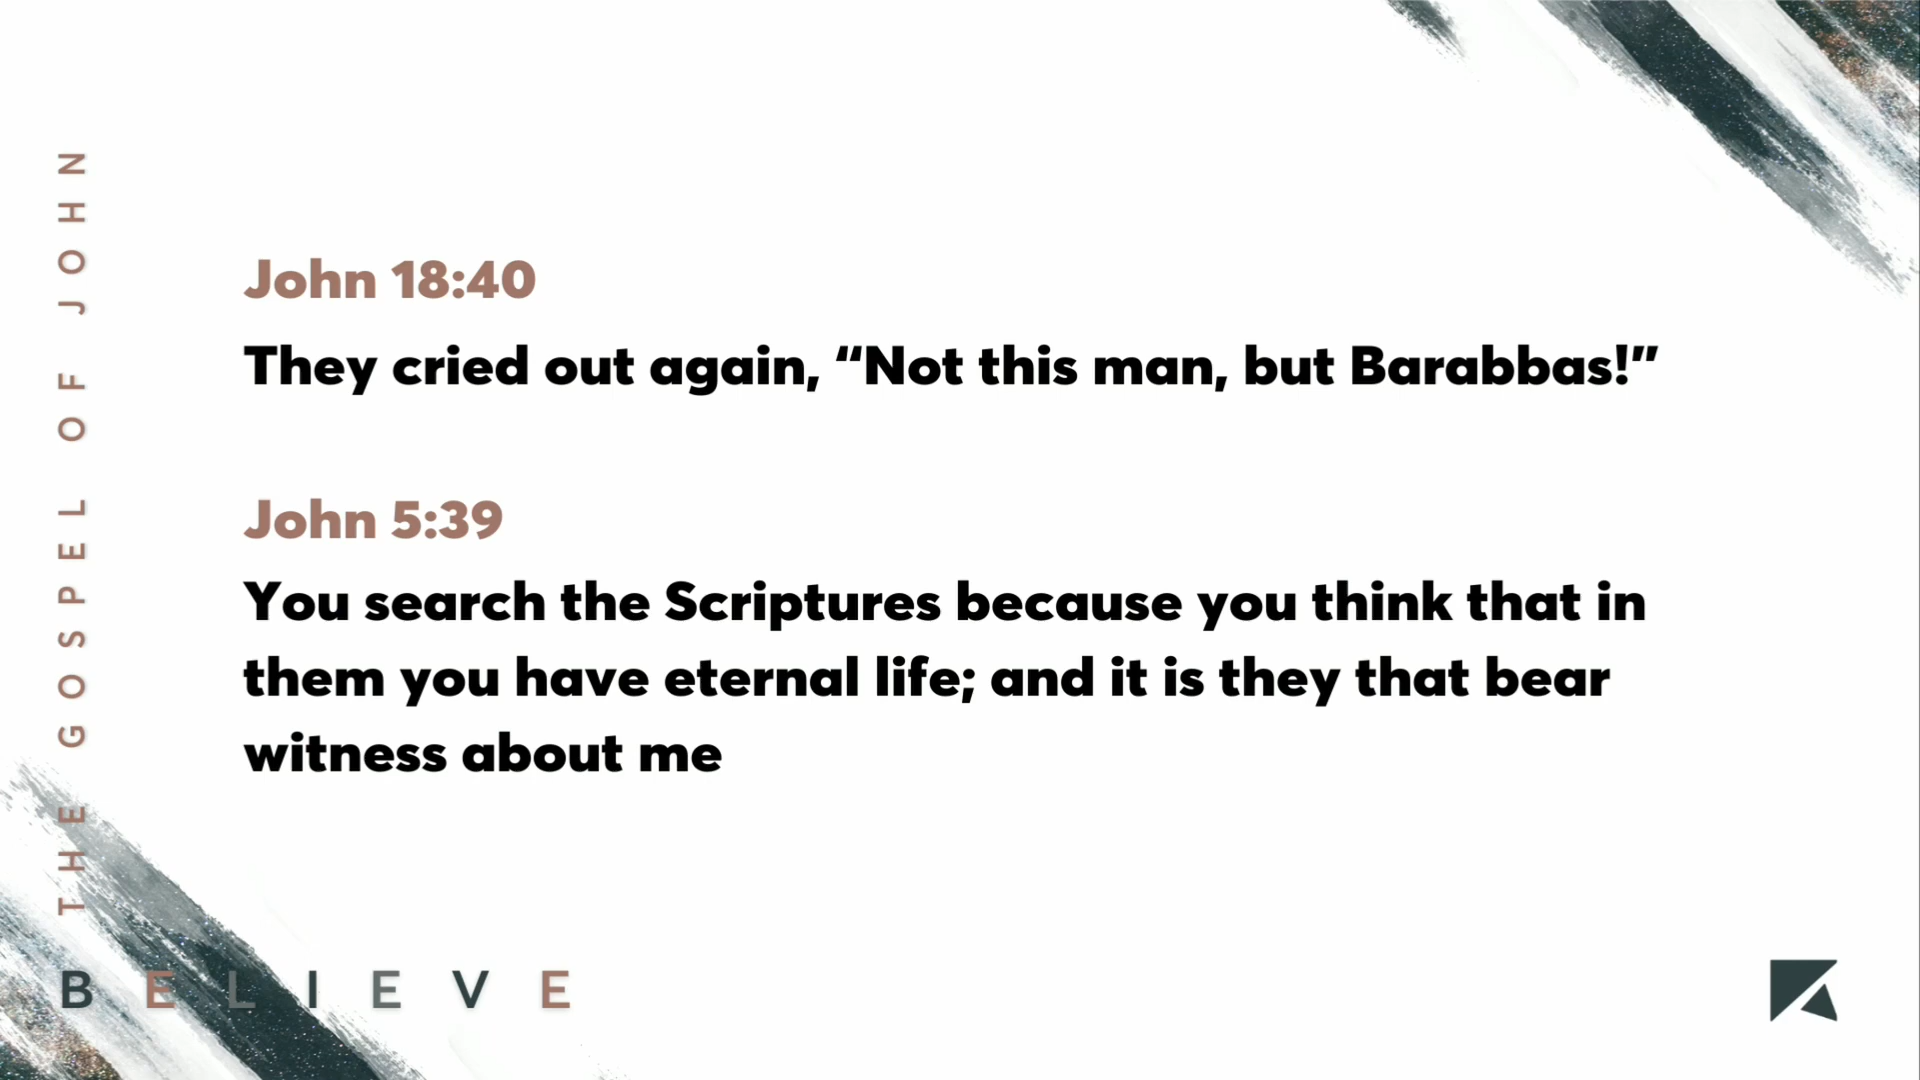 John 18:40
They cried out again, “Not this man, but Barabbas!”
John 5:39
You search the Scriptures because you think that in
them you have eternal life; and it is they that bear
witness about me
THE GOSPEL OF JOHN
BELIEVE